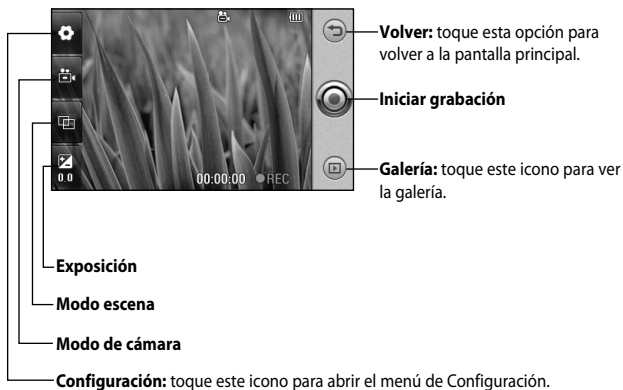 Volver: toque esta opción para
volver a la pantalla principal.
Iniciar grabación
0.0
00:00:00 REC
Galería: toque este icono para ver
la galería.
Exposición
Modo escena
Modo de cámara
Configuración: toque este icono para abrir el menú de Configuración.